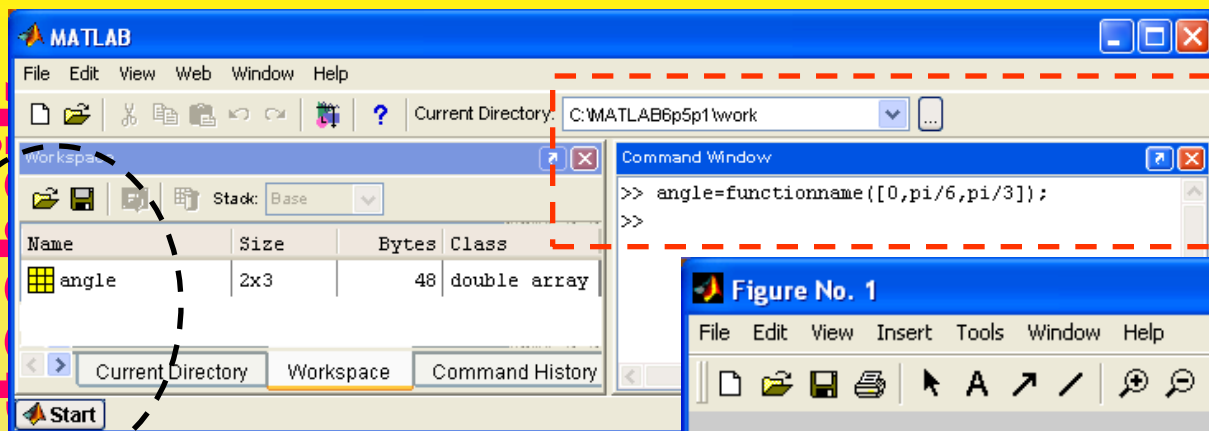 MATLAB
File Edit View Web Window Help
? Current Directory: C:\MATLAB6p5p1\work ...
Workspace
Stack: Base
Name Size Bytes Class
angle 2x3 48 double array
Current Directory Workspace Command History
Start
Command Window
>> angle=functionname([0,pi/6,pi/3]);
>>
Figure No. 1
File Edit View Insert Tools Window Help
A